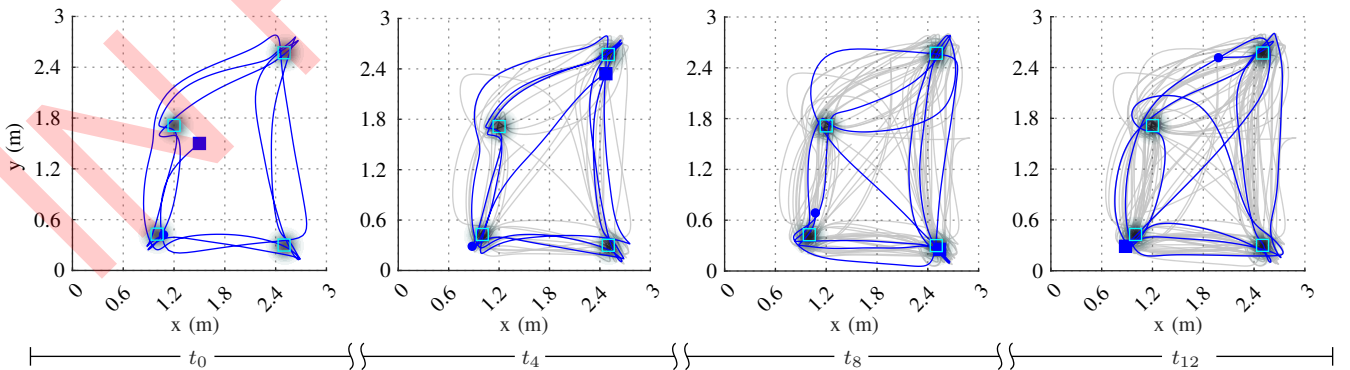 3 3 3 3
2.4 2.4 2.4 2.4
y (m) 1.8 1.8 1.8 1.8
1.2 1.2 1.2 1.2
0.6 0.6 0.6 0.6
0 0 0 0
0 0.6 1.2 1.8 2.4 3 0 0.6 1.2 1.8 2.4 3 0 0.6 1.2 1.8 2.4 3 0 0.6 1.2 1.8 2.4 3
x (m) x (m) x (m) x (m)
t₀ t₄ t₈ t₁₂